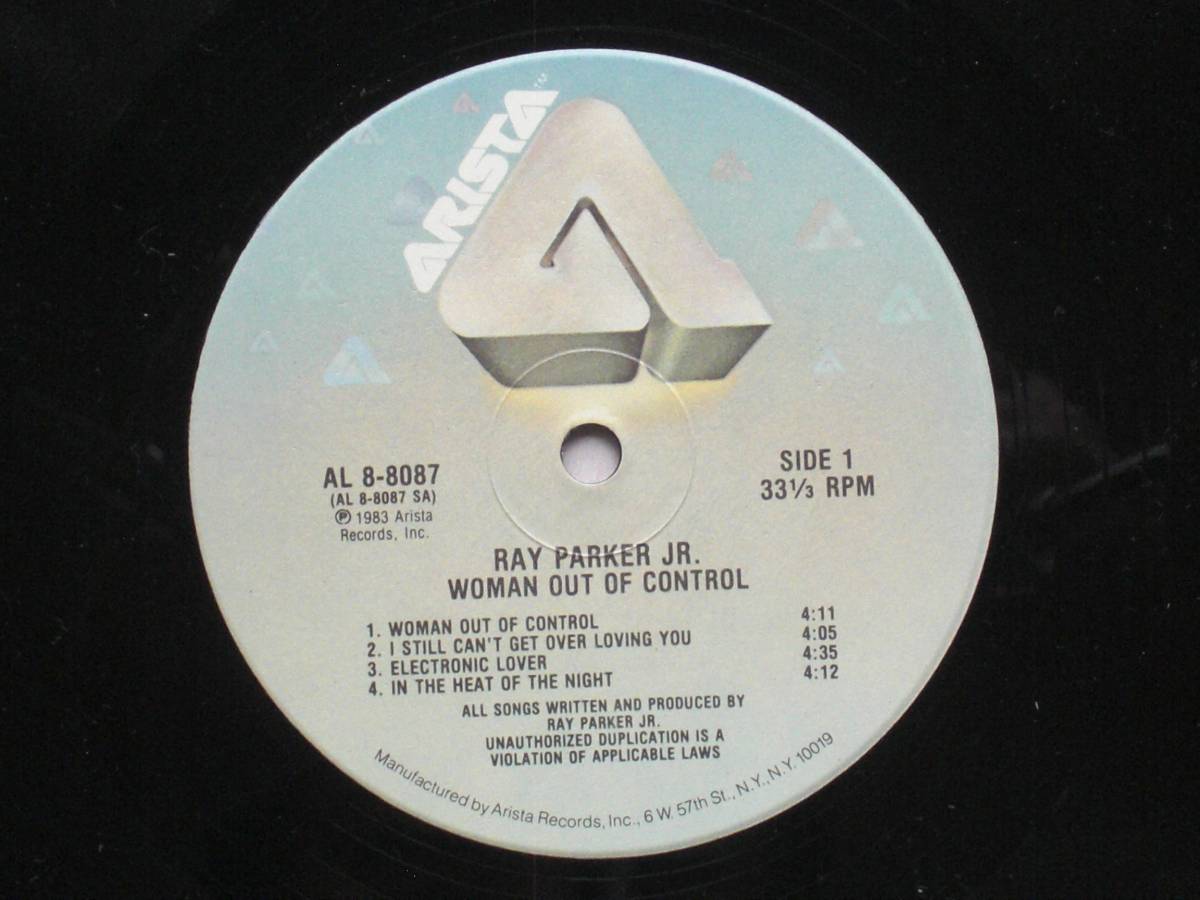 ARISTA™
AL 8-8087
(AL 8-8087 SA)
℗ 1983 Arista
Records, Inc.
SIDE 1
33⅓ RPM
RAY PARKER JR.
WOMAN OUT OF CONTROL
1. WOMAN OUT OF CONTROL 4:11
2. I STILL CAN'T GET OVER LOVING YOU 4:05
3. ELECTRONIC LOVER 4:35
4. IN THE HEAT OF THE NIGHT 4:12
ALL SONGS WRITTEN AND PRODUCED BY
RAY PARKER JR.
UNAUTHORIZED DUPLICATION IS A
VIOLATION OF APPLICABLE LAWS
Manufactured by Arista Records, Inc., 6 W. 57th St., N.Y., N.Y. 10019